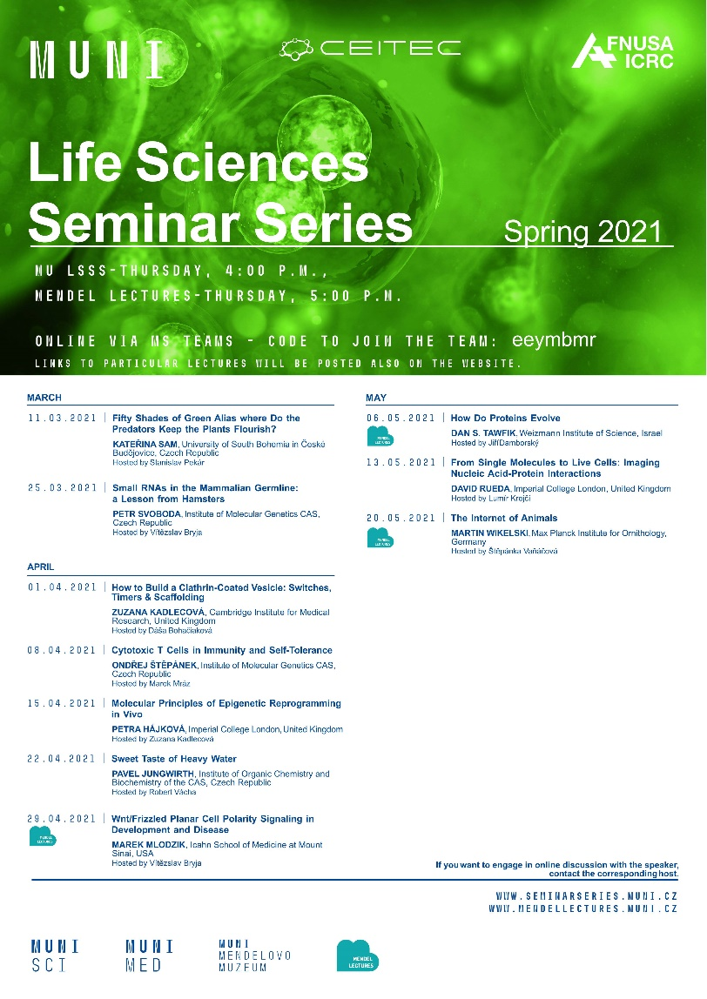 MUNI
CEITEC
FNUSA
ICRC
Life Sciences
Seminar Series
Spring 2021
MU LSSS-THURSDAY, 4:00 P.M.,
MENDEL LECTURES-THURSDAY, 5:00 P.M.
ONLINE VIA MS TEAMS - CODE TO JOIN THE TEAM: eeymbmr
LINKS TO PARTICULAR LECTURES WILL BE POSTED ALSO ON THE WEBSITE.
MARCH
11.03.2021 | Fifty Shades of Green Alias where Do the
Predators Keep the Plants Flourish?
KATEŘINA SAM, University of South Bohemia in České
Budějovice, Czech Republic
Hosted by Stanislav Pekár
25.03.2021 | Small RNAs in the Mammalian Germline:
a Lesson from Hamsters
PETR SVOBODA, Institute of Molecular Genetics CAS,
Czech Republic
Hosted by Vítězslav Bryja
APRIL
01.04.2021 | How to Build a Clathrin-Coated Vesicle: Switches,
Timers & Scaffolding
ZUZANA KADLECOVÁ, Cambridge Institute for Medical
Research, United Kingdom
Hosted by Dáša Bohačiaková
08.04.2021 | Cytotoxic T Cells in Immunity and Self-Tolerance
ONDŘEJ ŠTĚPÁNEK, Institute of Molecular Genetics CAS,
Czech Republic
Hosted by Marek Mráz
15.04.2021 | Molecular Principles of Epigenetic Reprogramming
in Vivo
PETRA HÁJKOVÁ, Imperial College London, United Kingdom
Hosted by Zuzana Kadlecová
22.04.2021 | Sweet Taste of Heavy Water
PAVEL JUNGWIRTH, Institute of Organic Chemistry and
Biochemistry of the CAS, Czech Republic
Hosted by Robert Vácha
29.04.2021 | Wnt/Frizzled Planar Cell Polarity Signaling in
Development and Disease
MENDEL
LECTURES
MAREK MLODZIK, Icahn School of Medicine at Mount
Sinai, USA
Hosted by Vítězslav Bryja
MAY
06.05.2021 | How Do Proteins Evolve
MENDEL
LECTURES
DAN S. TAWFIK, Weizmann Institute of Science, Israel
Hosted by Jiří Damborský
13.05.2021 | From Single Molecules to Live Cells: Imaging
Nucleic Acid-Protein Interactions
DAVID RUEDA, Imperial College London, United Kingdom
Hosted by Lumír Krejčí
20.05.2021 | The Internet of Animals
MENDEL
LECTURES
MARTIN WIKELSKI, Max Planck Institute for Ornithology,
Germany
Hosted by Štěpánka Vaňáčová
If you want to engage in online discussion with the speaker,
contact the corresponding host.
WWW.SEMINARSERIES.MUNI.CZ
WWW.MENDELLECTURES.MUNI.CZ
MUNI
SCI
MUNI
MED
MUNI
MENDELOVO
MUZEUM
MENDEL
LECTURES